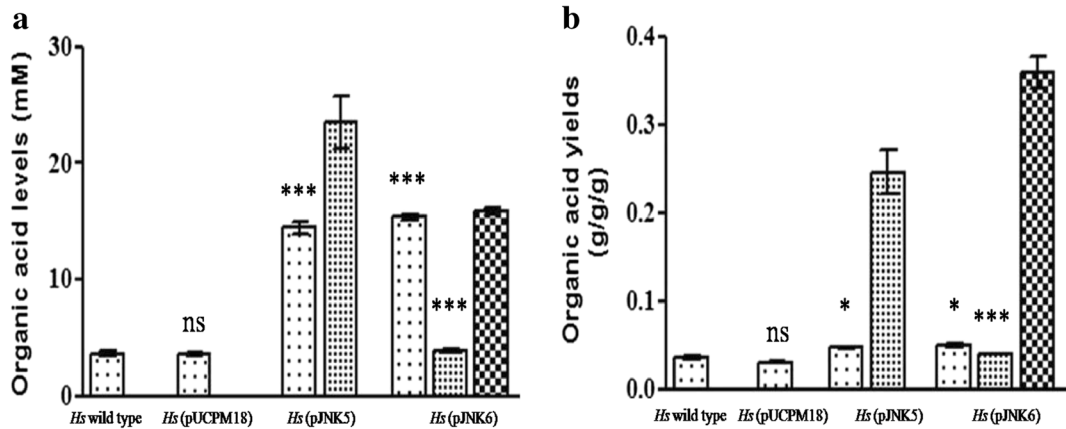 a
Organic acid levels (mM)
30
20
10
0
ns
***
***
***
Hs wild type
Hs (pUCPM18)
Hs (pJNK5)
Hs (pJNK6)
b
Organic acid yields
(g/g/g)
0.4
0.3
0.2
0.1
0.0
ns
*
*
***
Hs wild type
Hs (pUCPM18)
Hs (pJNK5)
Hs (pJNK6)